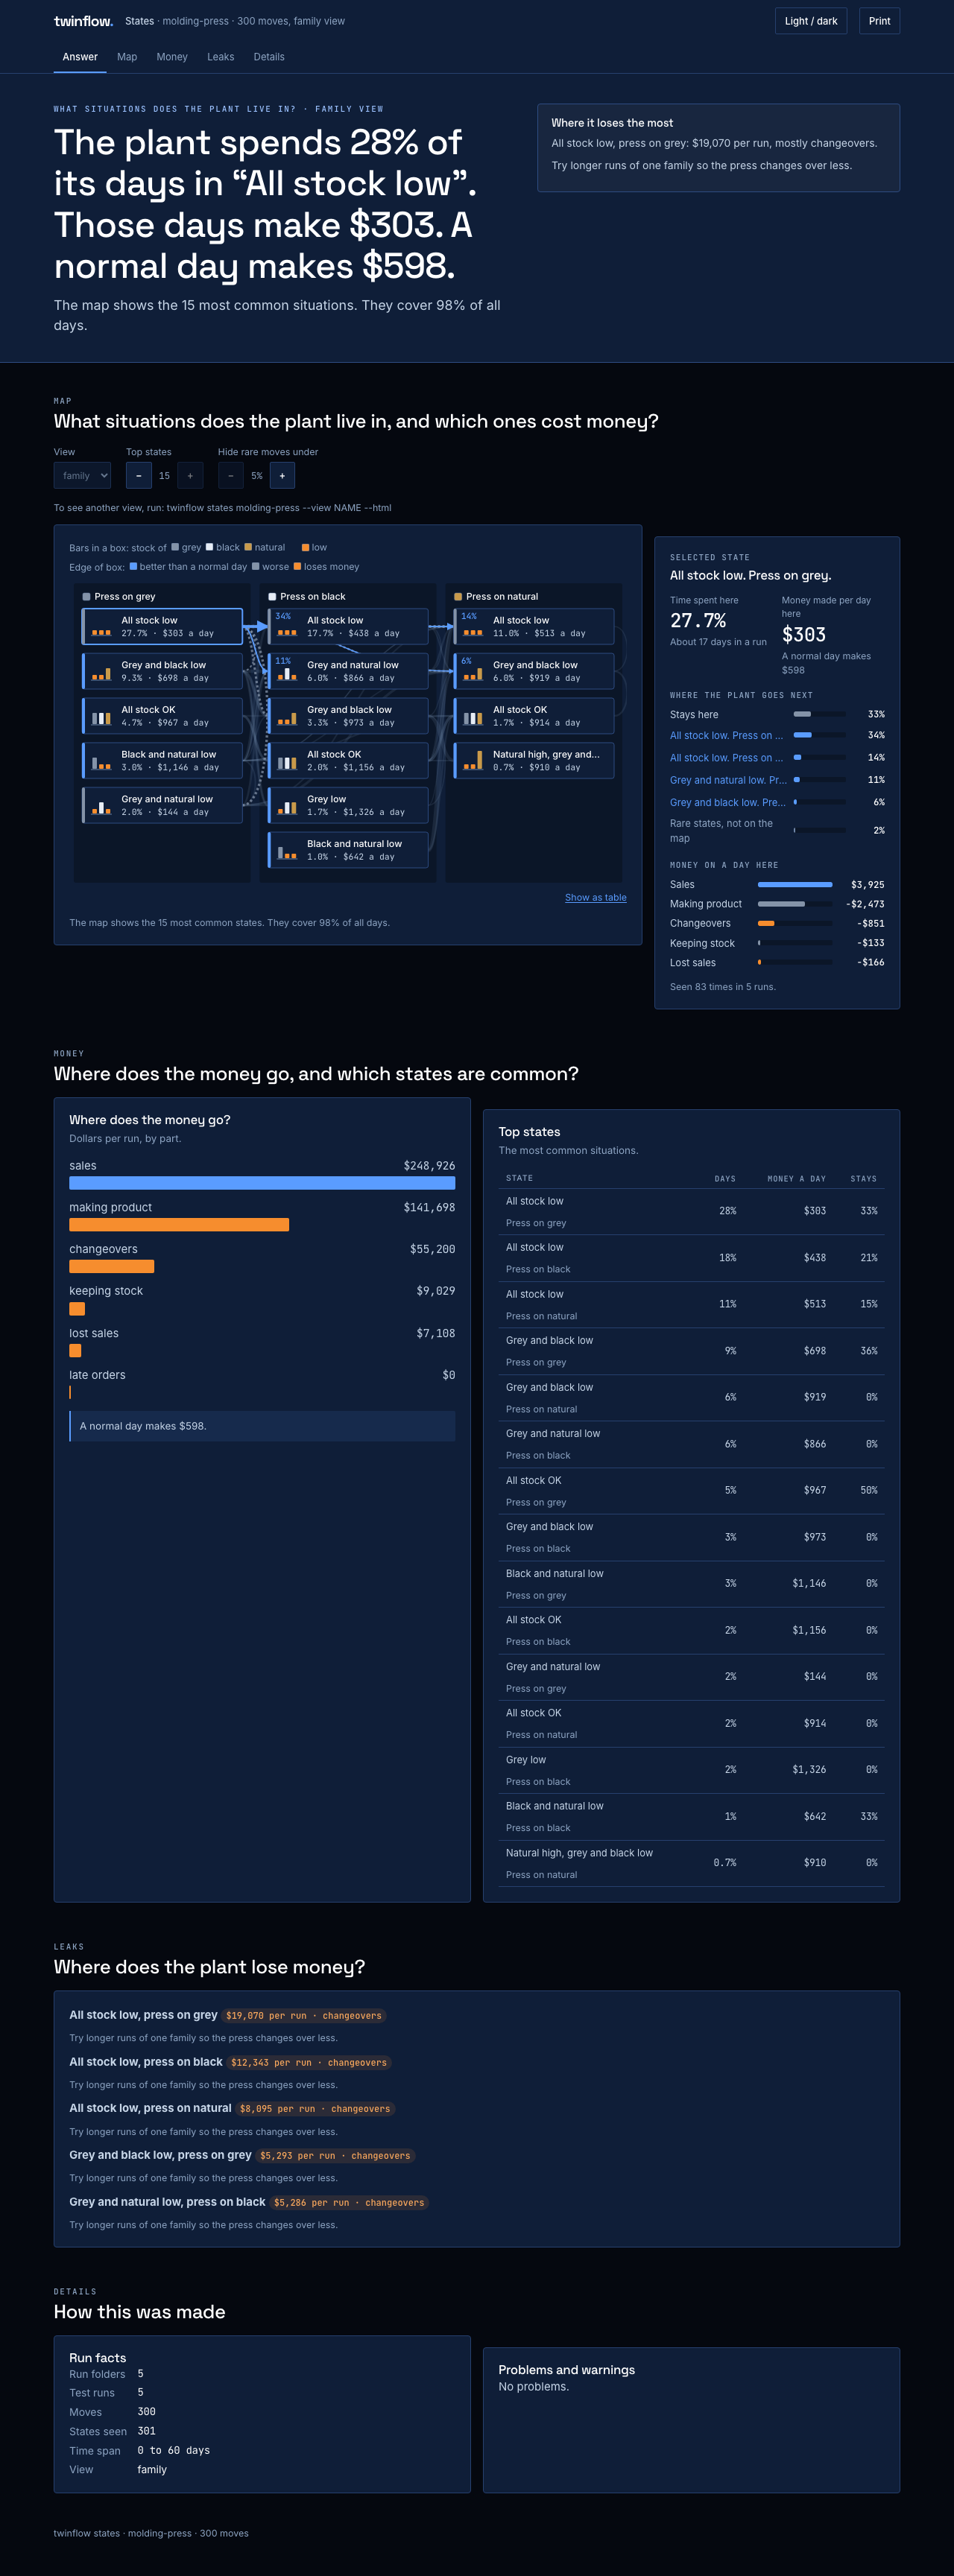 twinflow.
States · molding-press · 300 moves, family view
Light / dark
Print
Answer
Map
Money
Leaks
Details
WHAT SITUATIONS DOES THE PLANT LIVE IN? · FAMILY VIEW
The plant spends 28% of
its days in “All stock low”.
Those days make $303. A
normal day makes $598.
The map shows the 15 most common situations. They cover 98% of all
days.
Where it loses the most
All stock low, press on grey: $19,070 per run, mostly changeovers.
Try longer runs of one family so the press changes over less.
MAP
What situations does the plant live in, and which ones cost money?
View
Top states
Hide rare moves under
family
− 15 +
− 5% +
To see another view, run: twinflow states molding-press --view NAME --html
Bars in a box: stock of grey black natural low
Edge of box: better than a normal day worse loses money
Press on grey
All stock low
27.7% · $303 a day
Grey and black low
9.3% · $698 a day
All stock OK
4.7% · $967 a day
Black and natural low
3.0% · $1,146 a day
Grey and natural low
2.0% · $144 a day
Press on black
34%
All stock low
17.7% · $438 a day
11%
Grey and natural low
6.0% · $866 a day
Grey and black low
3.3% · $973 a day
All stock OK
2.0% · $1,156 a day
Grey low
1.7% · $1,326 a day
Black and natural low
1.0% · $642 a day
Press on natural
14%
All stock low
11.0% · $513 a day
6%
Grey and black low
6.0% · $919 a day
All stock OK
1.7% · $914 a day
Natural high, grey and...
0.7% · $910 a day
Show as table
The map shows the 15 most common states. They cover 98% of all days.
SELECTED STATE
All stock low. Press on grey.
Time spent here
27.7%
About 17 days in a run
Money made per day
here
$303
A normal day makes
$598
WHERE THE PLANT GOES NEXT
Stays here 33%
All stock low. Press on ... 34%
All stock low. Press on ... 14%
Grey and natural low. Pr... 11%
Grey and black low. Pre... 6%
Rare states, not on the
map 2%
MONEY ON A DAY HERE
Sales $3,925
Making product -$2,473
Changeovers -$851
Keeping stock -$133
Lost sales -$166
Seen 83 times in 5 runs.
MONEY
Where does the money go, and which states are common?
Where does the money go?
Dollars per run, by part.
sales $248,926
making product $141,698
changeovers $55,200
keeping stock $9,029
lost sales $7,108
late orders $0
A normal day makes $598.
Top states
The most common situations.
STATE DAYS MONEY A DAY STAYS
All stock low
Press on grey
28% $303 33%
All stock low
Press on black
18% $438 21%
All stock low
Press on natural
11% $513 15%
Grey and black low
Press on grey
9% $698 36%
Grey and black low
Press on natural
6% $919 0%
Grey and natural low
Press on black
6% $866 0%
All stock OK
Press on grey
5% $967 50%
Grey and black low
Press on black
3% $973 0%
Black and natural low
Press on grey
3% $1,146 0%
All stock OK
Press on black
2% $1,156 0%
Grey and natural low
Press on grey
2% $144 0%
All stock OK
Press on natural
2% $914 0%
Grey low
Press on black
2% $1,326 0%
Black and natural low
Press on black
1% $642 33%
Natural high, grey and black low
Press on natural
0.7% $910 0%
LEAKS
Where does the plant lose money?
All stock low, press on grey $19,070 per run · changeovers
Try longer runs of one family so the press changes over less.
All stock low, press on black $12,343 per run · changeovers
Try longer runs of one family so the press changes over less.
All stock low, press on natural $8,095 per run · changeovers
Try longer runs of one family so the press changes over less.
Grey and black low, press on grey $5,293 per run · changeovers
Try longer runs of one family so the press changes over less.
Grey and natural low, press on black $5,286 per run · changeovers
Try longer runs of one family so the press changes over less.
DETAILS
How this was made
Run facts
Run folders 5
Test runs 5
Moves 300
States seen 301
Time span 0 to 60 days
View family
Problems and warnings
No problems.
twinflow states · molding-press · 300 moves